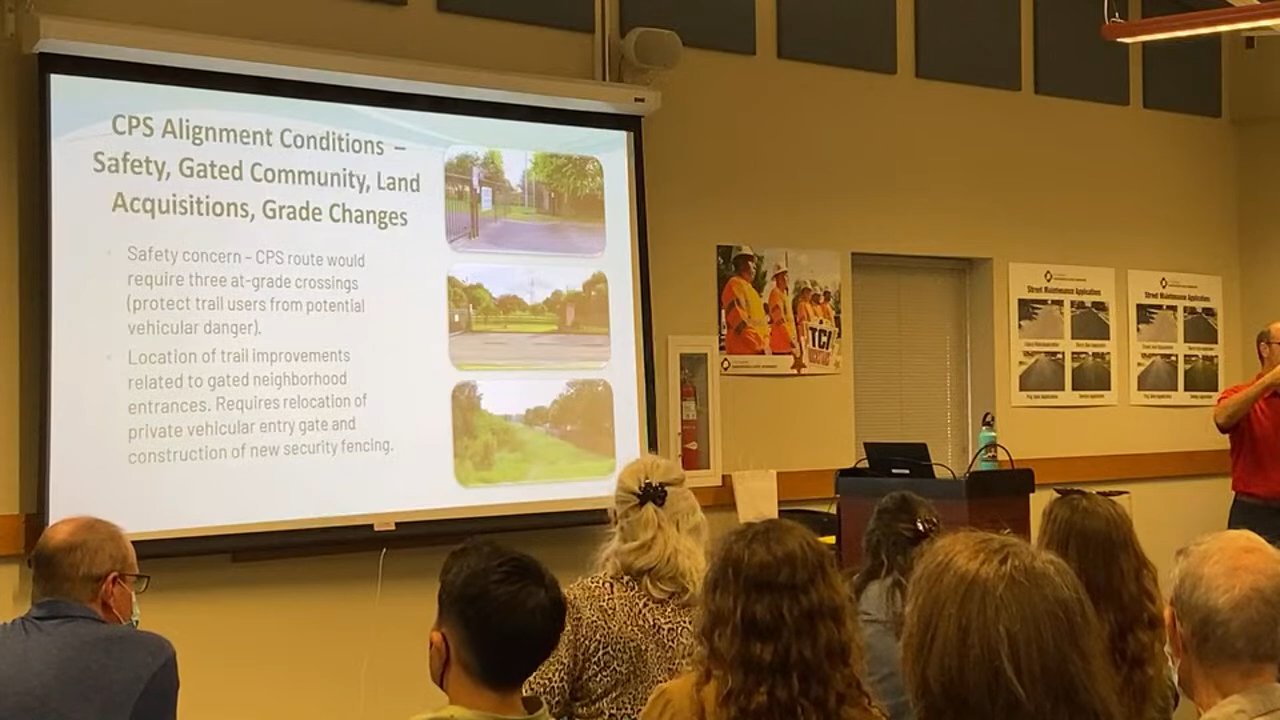 CPS Alignment Conditions –
Safety, Gated Community, Land
Acquisitions, Grade Changes
Safety concern – CPS route would
require three at-grade crossings
(protect trail users from potential
vehicular danger).
Location of trail improvements
related to gated neighborhood
entrances. Requires relocation of
private vehicular entry gate and
construction of new security fencing.
TCI
Street Maintenance Applications
Street Maintenance Applications